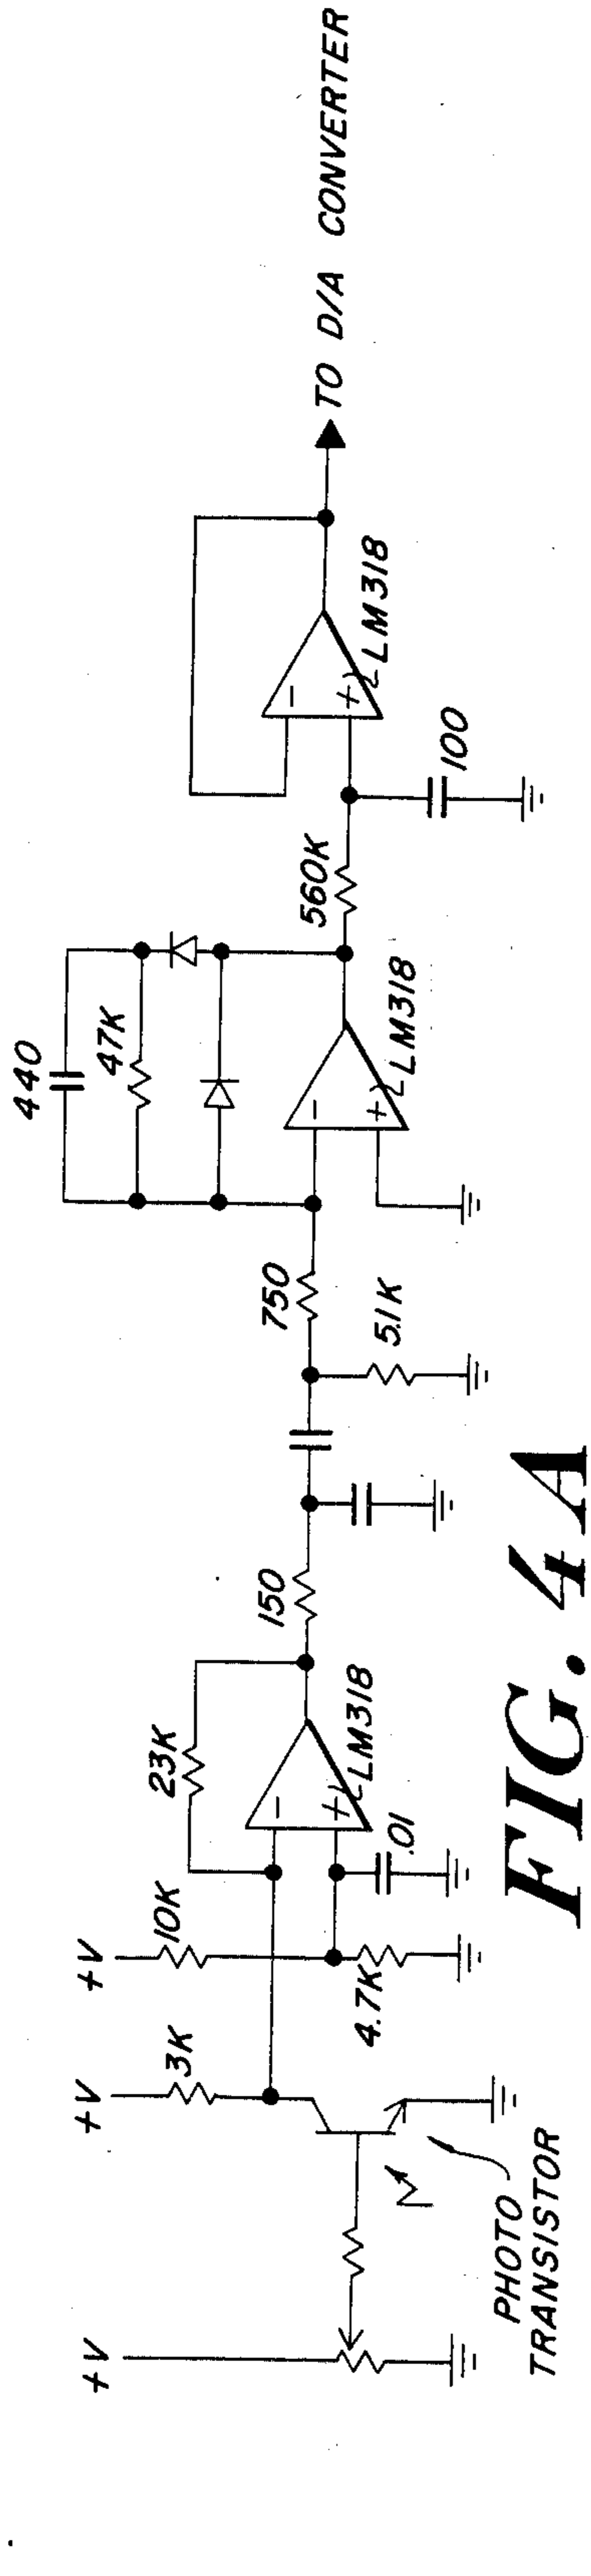 +V
+V
3K
+V
10K
23K
4.7K
.01
LM318
PHOTO
TRANSISTOR
150
750
5.1K
440
47K
LM318
560K
100
LM318
TO D/A CONVERTER
FIG. 4A